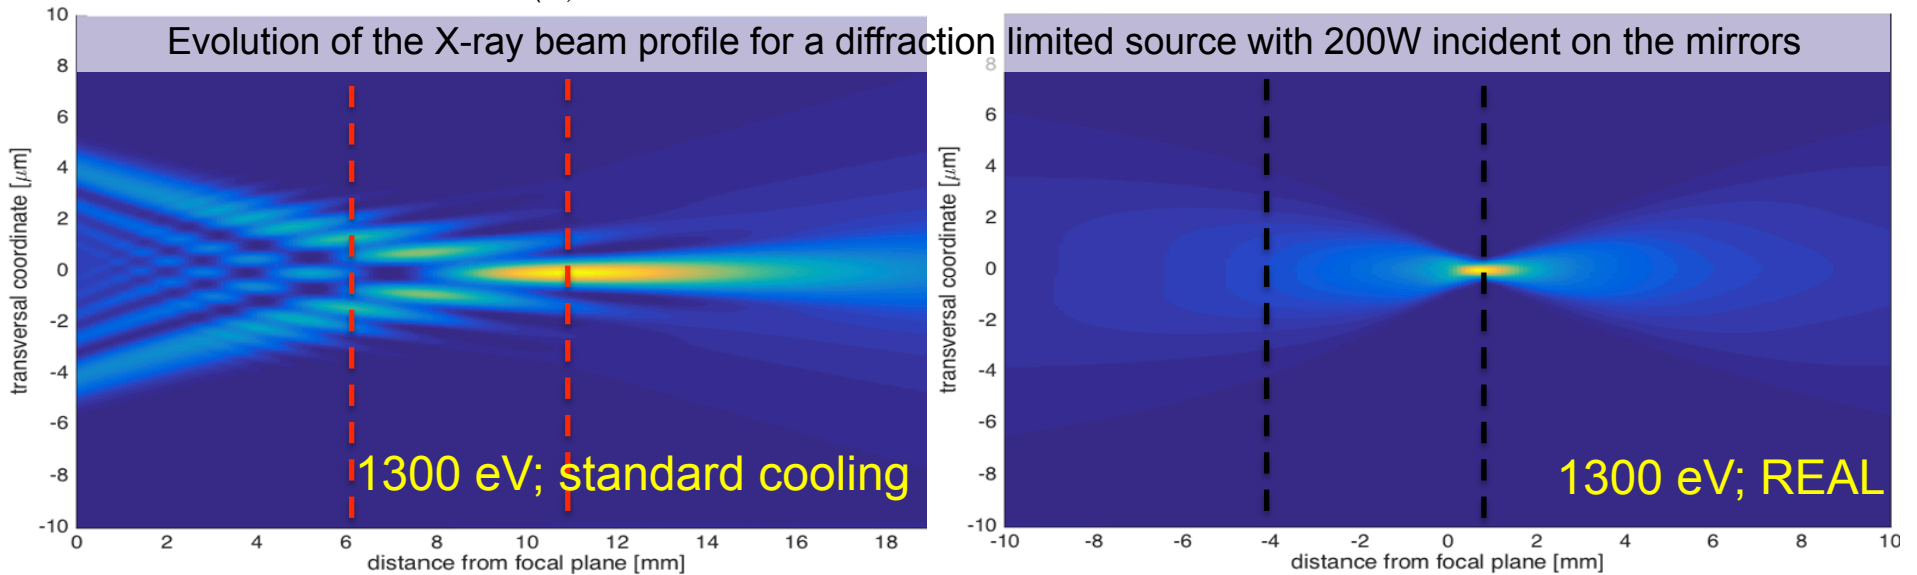 Evolution of the X-ray beam profile for a diffraction limited source with 200W incident on the mirrors
10
8
6
4
2
0
-2
-4
-6
-8
-10
transversal coordinate [μm]
0 2 4 6 8 10 12 14 16 18
distance from focal plane [mm]
1300 eV; standard cooling
8
6
4
2
0
-2
-4
-6
-8
-10
transversal coordinate [μm]
-10 -8 -6 -4 -2 0 2 4 6 8 10
distance from focal plane [mm]
1300 eV; REAL